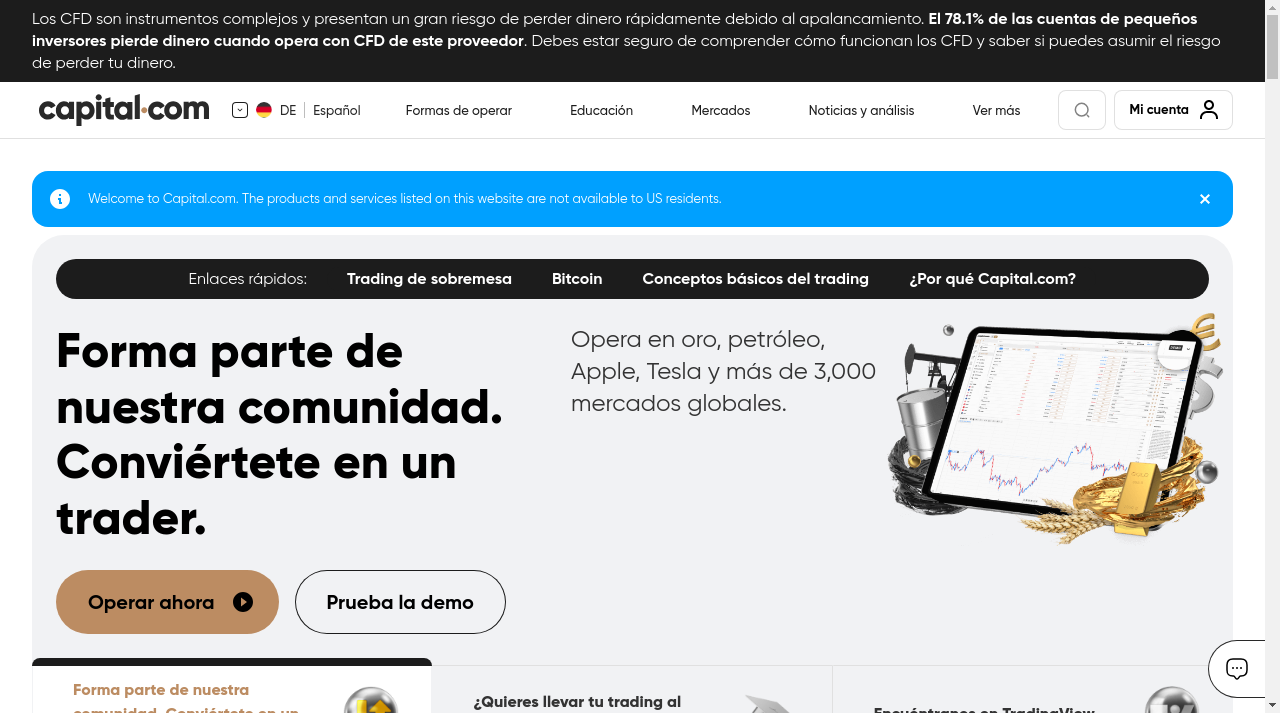 Los CFD son instrumentos complejos y presentan un gran riesgo de perder dinero rápidamente debido al apalancamiento. El 78.1% de las cuentas de pequeños
inversores pierde dinero cuando opera con CFD de este proveedor. Debes estar seguro de comprender cómo funcionan los CFD y saber si puedes asumir el riesgo
de perder tu dinero.
capital.com DE Español Formas de operar Educación Mercados Noticias y análisis Ver más Mi cuenta
Welcome to Capital.com. The products and services listed on this website are not available to US residents.
Enlaces rápidos: Trading de sobremesa Bitcoin Conceptos básicos del trading ¿Por qué Capital.com?
Forma parte de
nuestra comunidad.
Conviértete en un
trader.
Opera en oro, petróleo,
Apple, Tesla y más de 3,000
mercados globales.
Operar ahora Prueba la demo
Forma parte de nuestra
comunidad. Conviértete en un
¿Quieres llevar tu trading al
Encuéntranos en TradingView